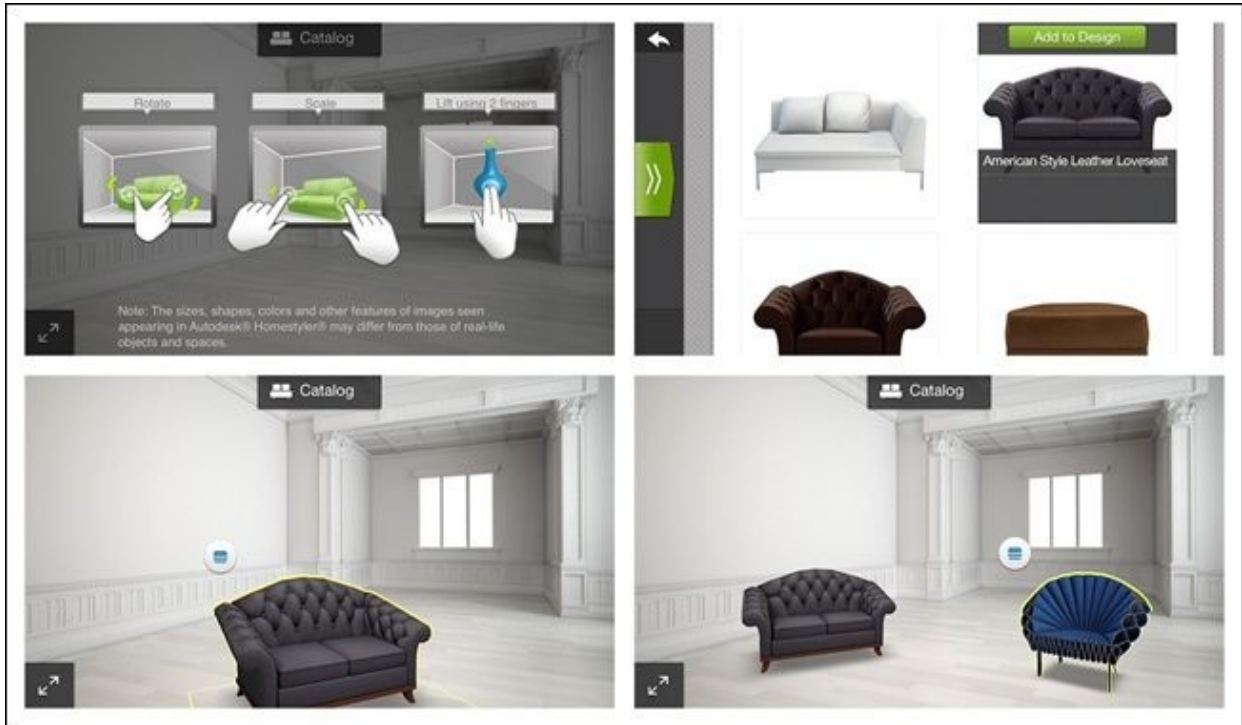 Catalog
Rotate
Scale
Lift using 2 fingers
Note: The sizes, shapes, colors and other features of images seen
appearing in Autodesk® Homestyler® may differ from those of real-life
objects and spaces.
Add to Design
American Style Leather Loveseat
Catalog
Catalog